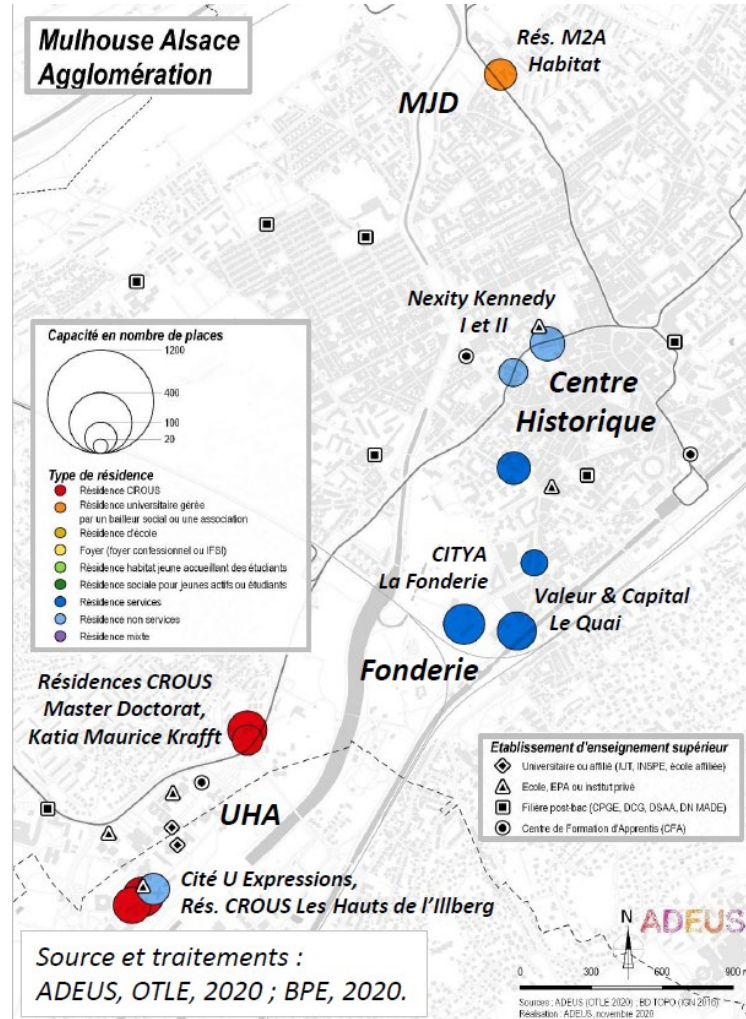 Mulhouse Alsace
Agglomération
Rés. M2A
Habitat
MJD
Nexity Kennedy
I et II
Capacité en nombre de places
1200
400
100
20
Centre
Historique
Type de résidence
Résidence CROUS
Résidence universitaire gérée
par un bailleur social ou une association
Résidence d'école
Foyer (foyer confessionnel ou IFSI)
Résidence habitat jeune accueillant des étudiants
Résidence sociale pour jeunes actifs ou étudiants
Résidence services
Résidence non services
Résidence mixte
CITYA
La Fonderie
Valeur & Capital
Le Quai
Fonderie
Résidences CROUS
Master Doctorat,
Katia Maurice Krafft
Etablissement d'enseignement supérieur
Universitaire ou affilié (IUT, INSPE, école affiliée)
Ecole, EPA ou institut privé
Filière post-bac (CPGE, DCG, DSAA, DN MADE)
Centre de Formation d'Apprentis (CFA)
UHA
Cité U Expressions,
Rés. CROUS Les Hauts de l'Illberg
N
ADEUS
Source et traitements :
ADEUS, OTLE, 2020 ; BPE, 2020.
0 300 600 900 m
Sources : ADEUS (OTLE 2020) ; BD TOPO (IGN 2016)
Réalisation : ADEUS, novembre 2020